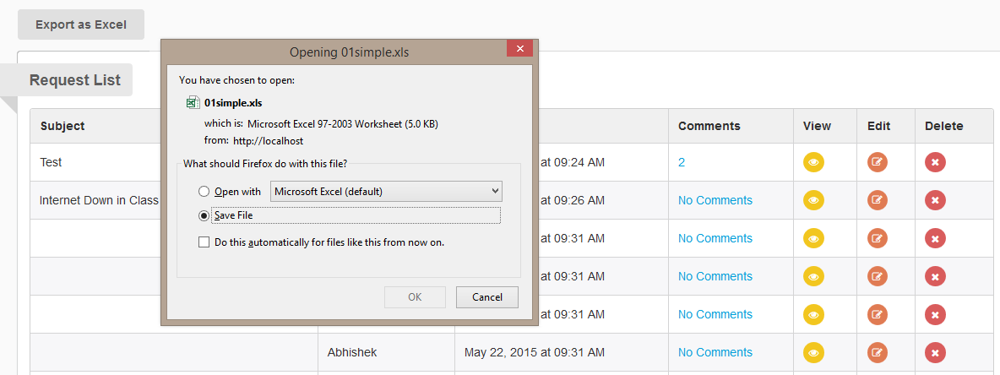 Export as Excel
Opening 01simple.xls
You have chosen to open:
01simple.xls
which is: Microsoft Excel 97-2003 Worksheet (5.0 KB)
from: http://localhost
What should Firefox do with this file?
Open with Microsoft Excel (default)
Save File
Do this automatically for files like this from now on.
OK Cancel
Request List
Subject Comments View Edit Delete
Test at 09:24 AM 2
Internet Down in Class at 09:26 AM No Comments
at 09:31 AM No Comments
at 09:31 AM No Comments
at 09:31 AM No Comments
Abhishek May 22, 2015 at 09:31 AM No Comments